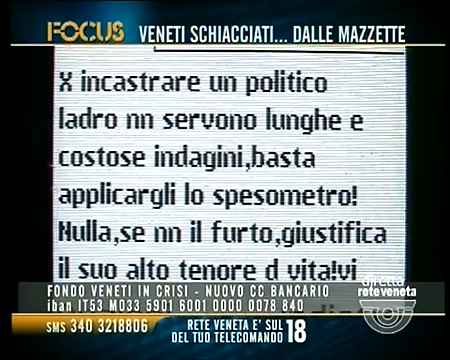 FOCUS VENETI SCHIACCIATI... DALLE MAZZETTE
X incastrare un politico
ladro nn servono lunghe e
costose indagini,basta
applicargli lo spesometro!
Nulla,se nn il furto,giustifica
il suo alto tenore d vita!vi
diretta
reteveneta
FONDO VENETI IN CRISI - NUOVO CC BANCARIO
iban IT53 M033 5901 6001 0000 0078 840
SMS 340 3218806
RETE VENETA E' SUL
DEL TUO TELECOMANDO 18